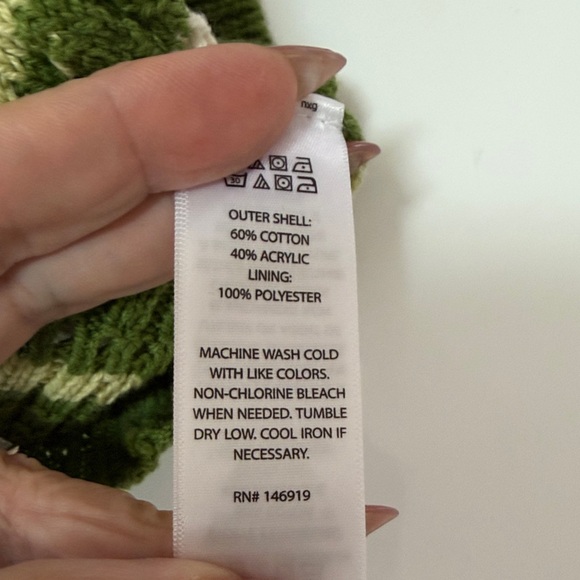 30
OUTER SHELL:
60% COTTON
40% ACRYLIC
LINING:
100% POLYESTER
MACHINE WASH COLD
WITH LIKE COLORS.
NON-CHLORINE BLEACH
WHEN NEEDED. TUMBLE
DRY LOW. COOL IRON IF
NECESSARY.
RN# 146919